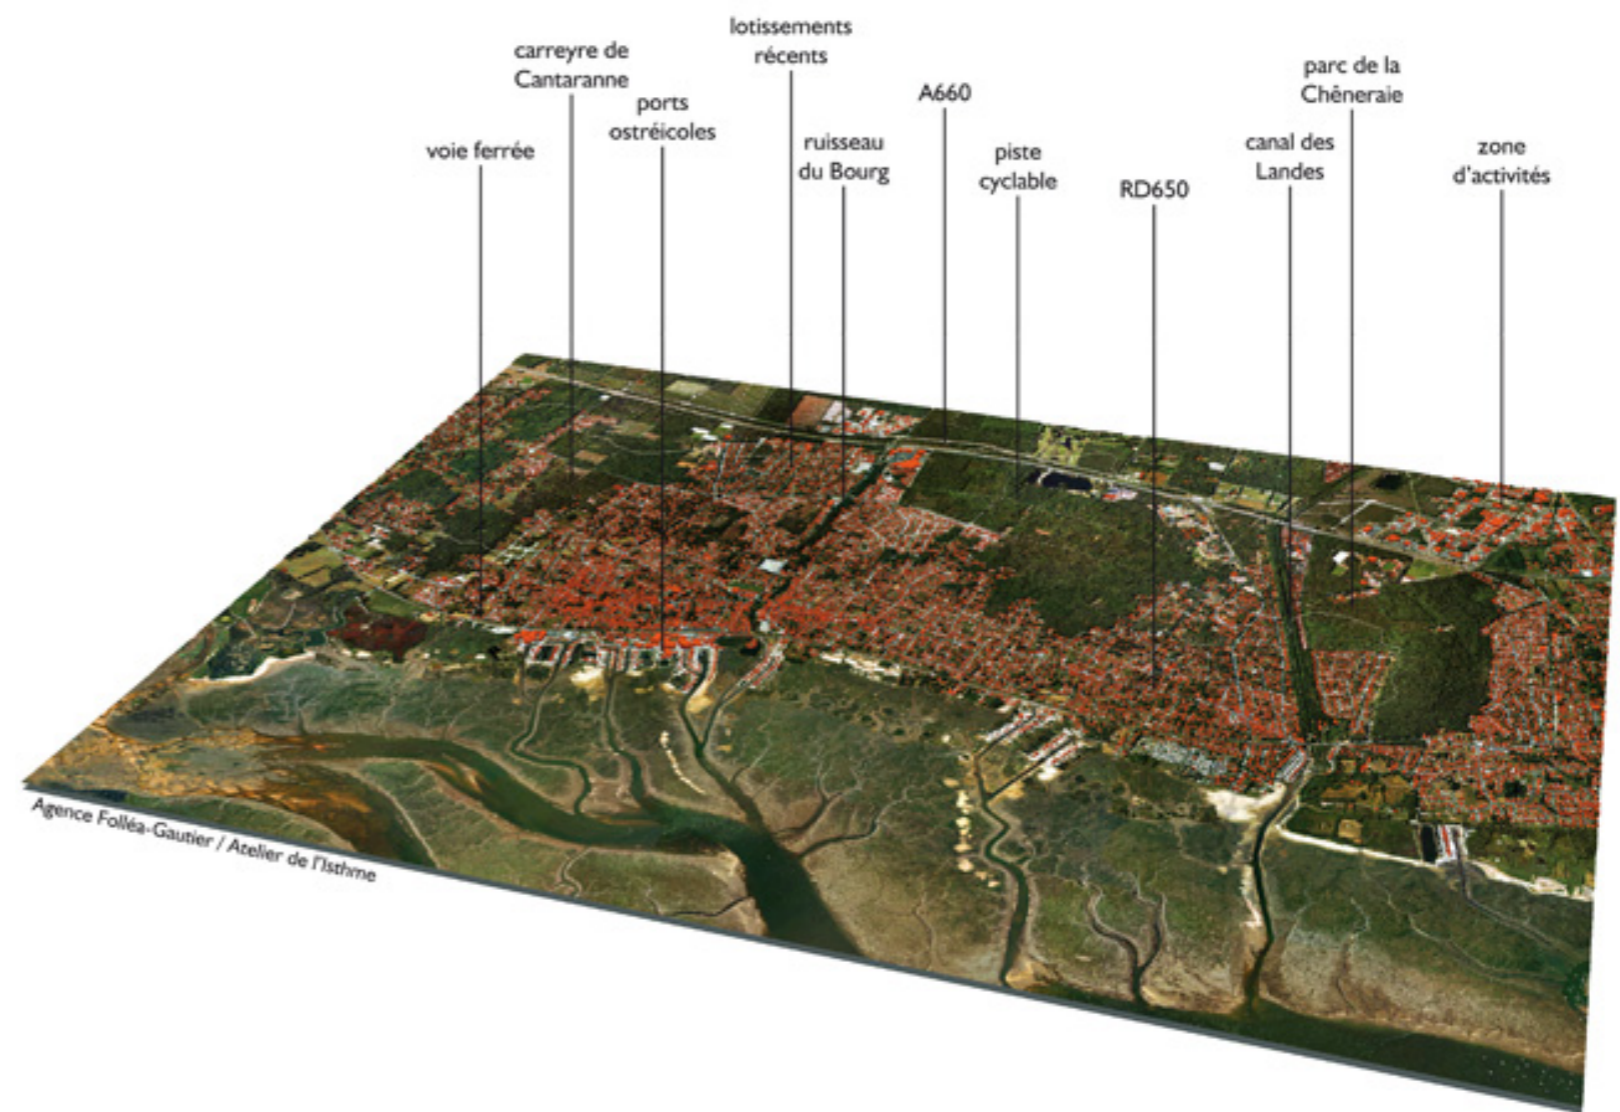 lotissements
récents
carreyre de
Cantaranne
parc de la
Chêneraie
A660
ports
ostréicoles
voie ferrée
ruisseau
du Bourg
piste
cyclable
RD650
canal des
Landes
zone
d'activités
Agence Folléa-Gautier / Atelier de l'Isthme